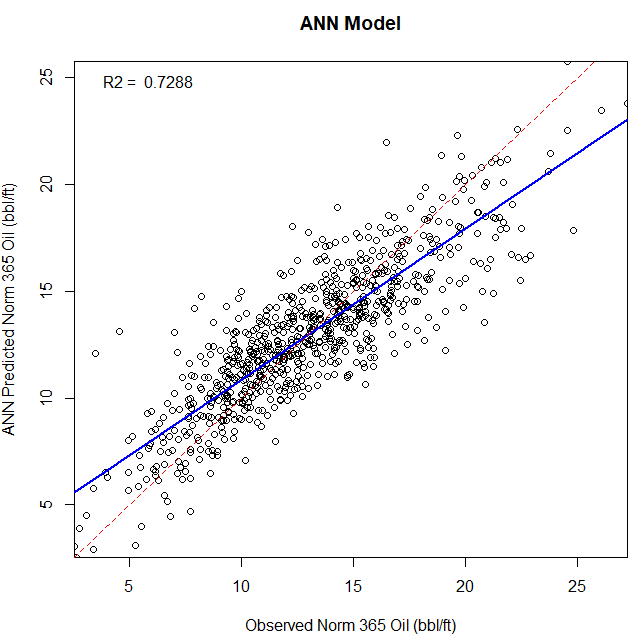 ANN Model
R2 = 0.7288
25
20
15
10
5
ANN Predicted Norm 365 Oil (bbl/ft)
5 10 15 20 25
Observed Norm 365 Oil (bbl/ft)